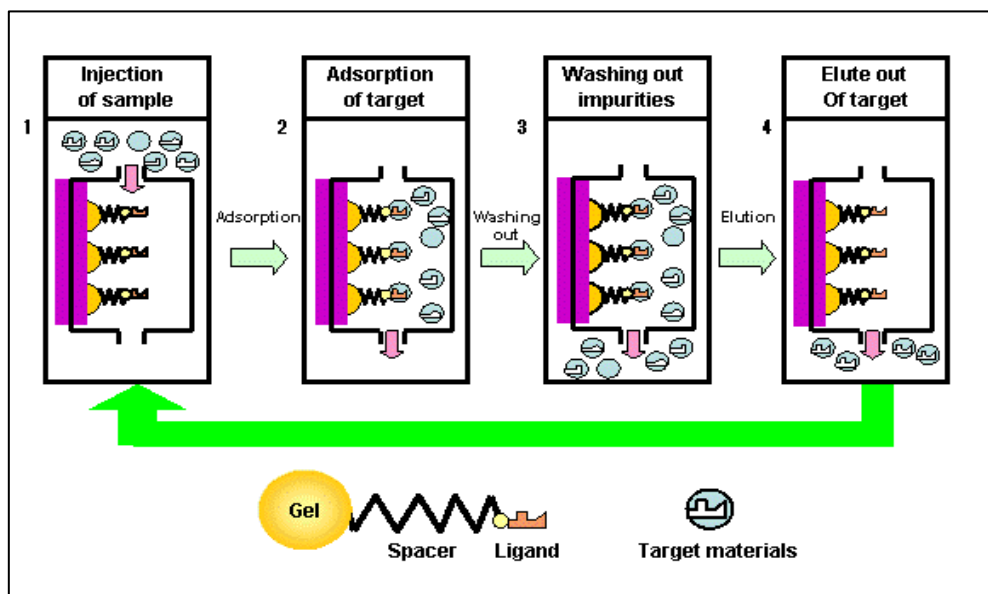 Injection
of sample
Adsorption
of target
Washing out
impurities
Elute out
Of target
1
2
3
4
Adsorption
Washing
out
Elution
Gel
Spacer
Ligand
Target materials